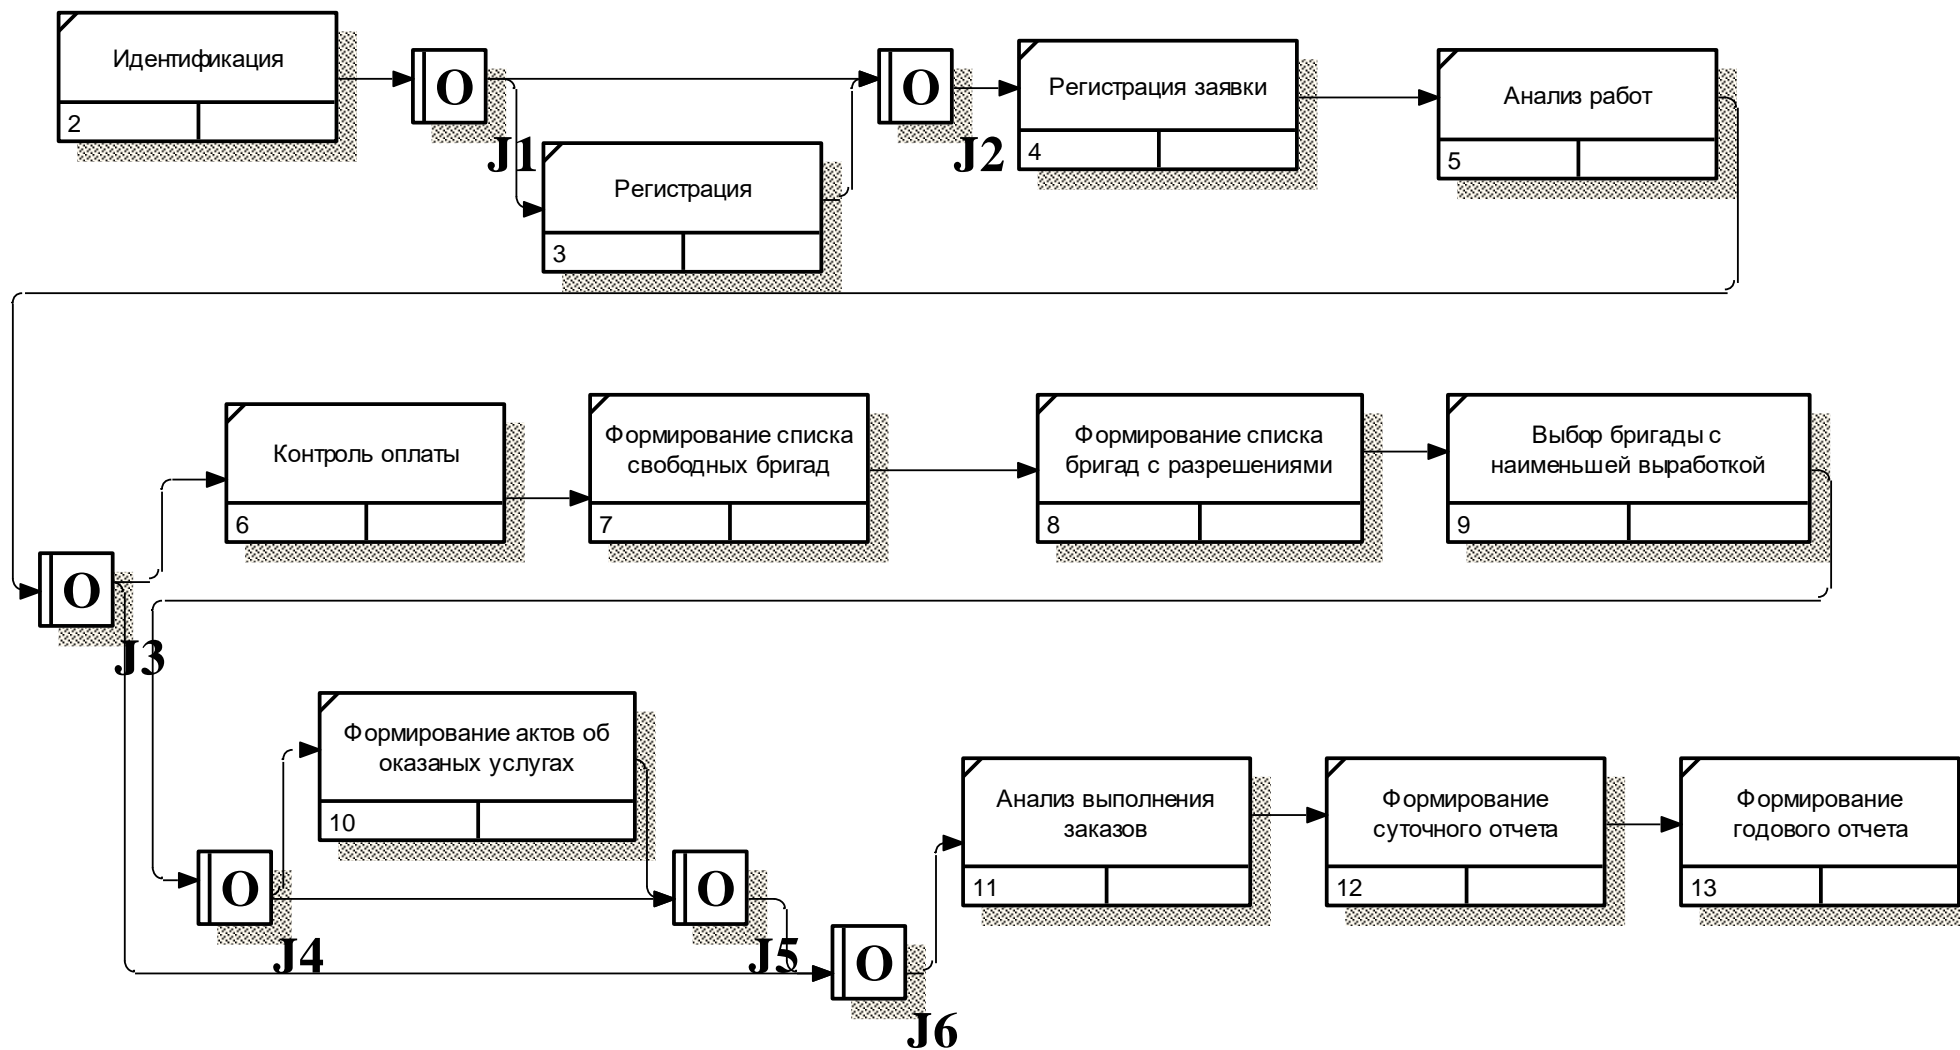 Идентификация
2
O
J1
Регистрация
3
O
J2
Регистрация заявки
4
Анализ работ
5
O
J3
Контроль оплаты
6
Формирование списка
свободных бригад
7
Формирование списка
бригад с разрешениями
8
Выбор бригады с
наименьшей выработкой
9
O
J4
Формирование актов об
оказаных услугах
10
O
J5
O
J6
Анализ выполнения
заказов
11
Формирование
суточного отчета
12
Формирование
годового отчета
13